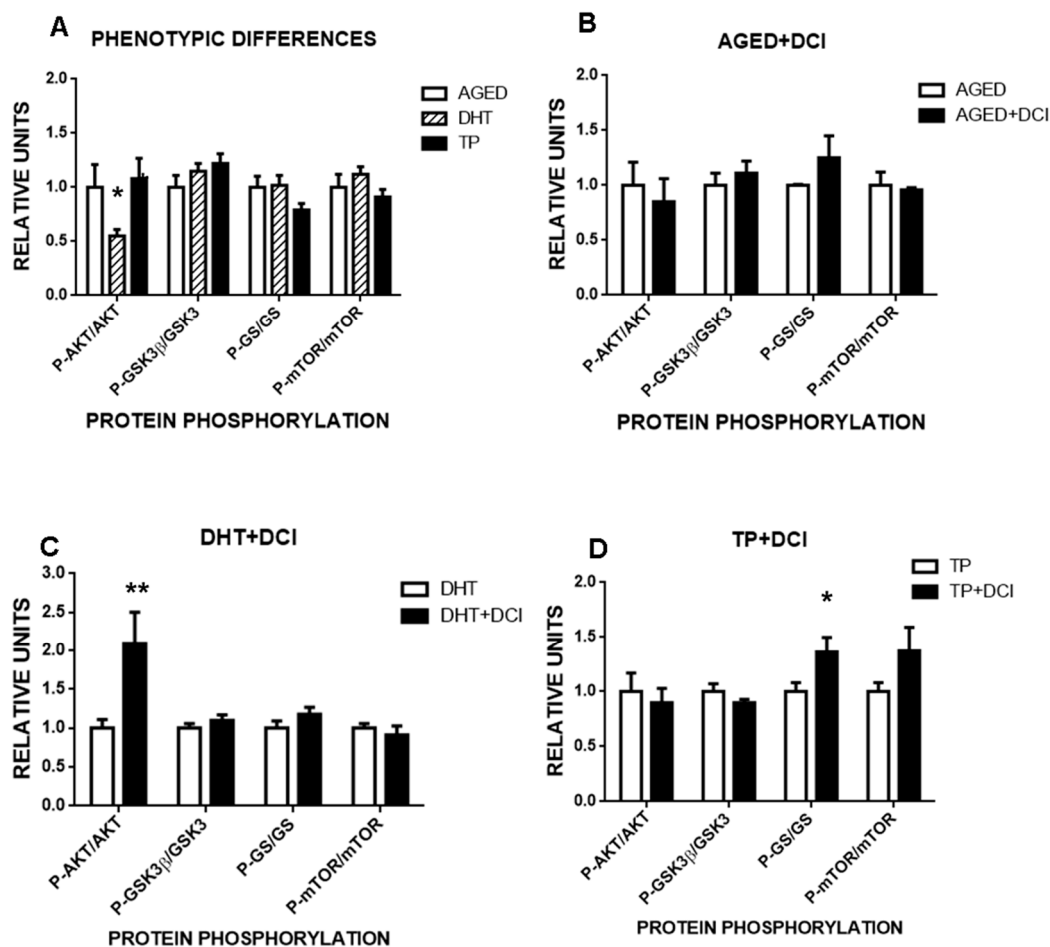 A
PHENOTYPIC DIFFERENCES
RELATIVE UNITS
2.0
1.5
1.0
0.5
0.0
*
AGED
DHT
TP
P-AKT/AKT
P-GSK3β/GSK3
P-GS/GS
P-mTOR/mTOR
PROTEIN PHOSPHORYLATION
B
AGED+DCI
RELATIVE UNITS
2.0
1.5
1.0
0.5
0.0
AGED
AGED+DCI
P-AKT/AKT
P-GSK3β/GSK3
P-GS/GS
P-mTOR/mTOR
PROTEIN PHOSPHORYLATION
C
DHT+DCI
RELATIVE UNITS
3.0
2.5
2.0
1.5
1.0
0.5
0.0
**
DHT
DHT+DCI
P-AKT/AKT
P-GSK3β/GSK3
P-GS/GS
P-mTOR/mTOR
PROTEIN PHOSPHORYLATION
D
TP+DCI
RELATIVE UNITS
2.0
1.5
1.0
0.5
0.0
*
TP
TP+DCI
P-AKT/AKT
P-GSK3β/GSK3
P-GS/GS
P-mTOR/mTOR
PROTEIN PHOSPHORYLATION